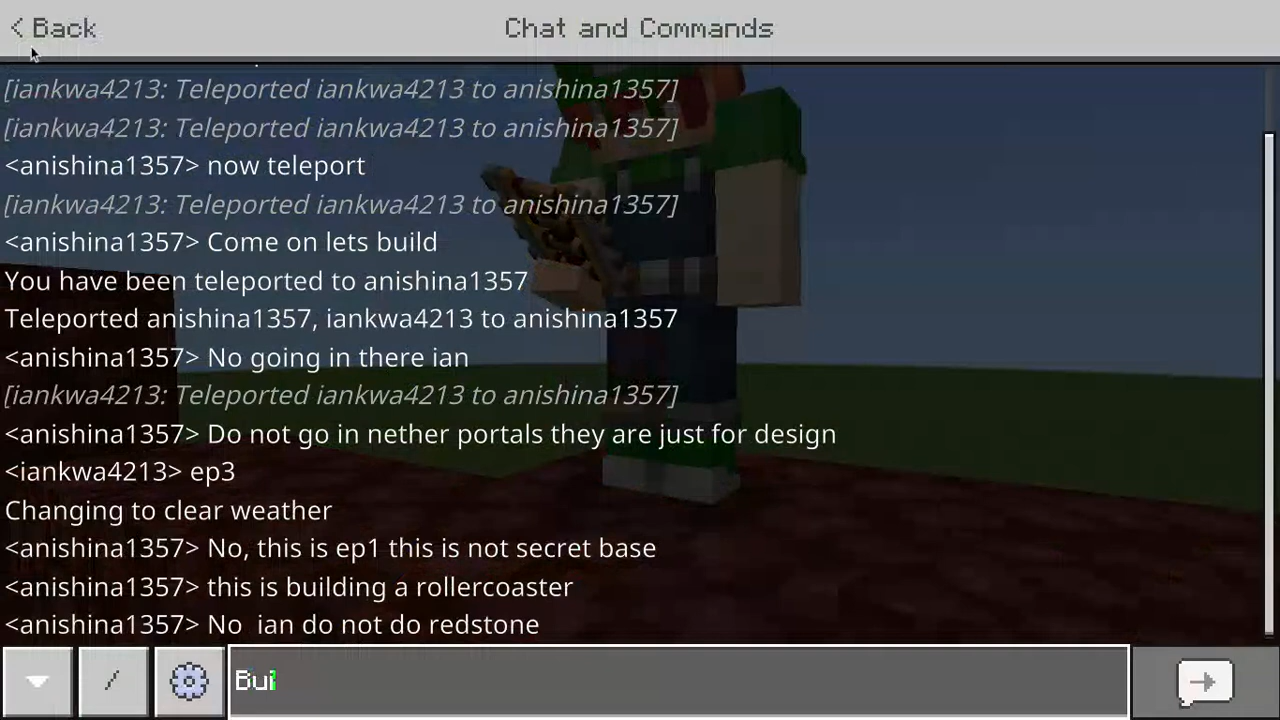 < Back
Chat and Commands
[iankwa4213: Teleported iankwa4213 to anishina1357]
[iankwa4213: Teleported iankwa4213 to anishina1357]
<anishina1357> now teleport
[iankwa4213: Teleported iankwa4213 to anishina1357]
<anishina1357> Come on lets build
You have been teleported to anishina1357
Teleported anishina1357, iankwa4213 to anishina1357
<anishina1357> No going in there ian
[iankwa4213: Teleported iankwa4213 to anishina1357]
<anishina1357> Do not go in nether portals they are just for design
<iankwa4213> ep3
Changing to clear weather
<anishina1357> No, this is ep1 this is not secret base
<anishina1357> this is building a rollercoaster
<anishina1357> No  ian do not do redstone
/
Bui